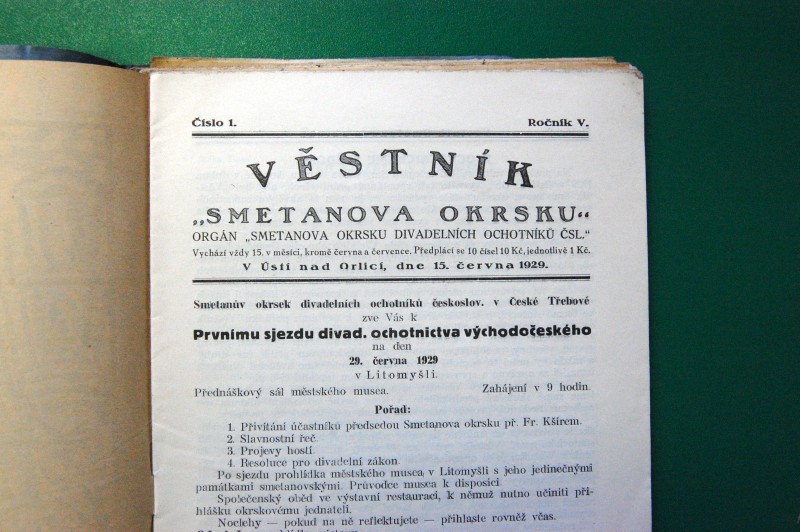 Číslo 1. Ročník V.
VĚSTNÍK
„SMETANOVA OKRSKU“
ORGÁN „SMETANOVA OKRSKU DIVADELNÍCH OCHOTNÍKŮ ČSL.“
Vychází vždy 15. v měsíci, kromě června a července. Předplácí se 10 čísel 10 Kč, jednotlivě 1 Kč.
V Ústí nad Orlicí, dne 15. června 1929.
Smetanův okrsek divadelních ochotníků českoslov. v České Třebové
zve Vás k
Prvnímu sjezdu divad. ochotnictva východočeského
na den
29. června 1929
v Litomyšli.
Přednáškový sál městského musea. Zahájení v 9 hodin.
Pořad:
1. Přivítání účastníků předsedou Smetanova okrsku př. Fr. Kšírem.
2. Slavnostní řeč.
3. Projevy hostí.
4. Resoluce pro divadelní zákon.
Po sjezdu prohlídka městského musea v Litomyšli s jeho jedinečnými
památkami smetanovskými. Průvodce musea k disposici.
Společenský oběd ve výstavní restauraci, k němuž nutno učiniti při-
hlášku okrskovému jednateli.
Noclehy — pokud na ně reflektujete — přihlaste rovněž včas.